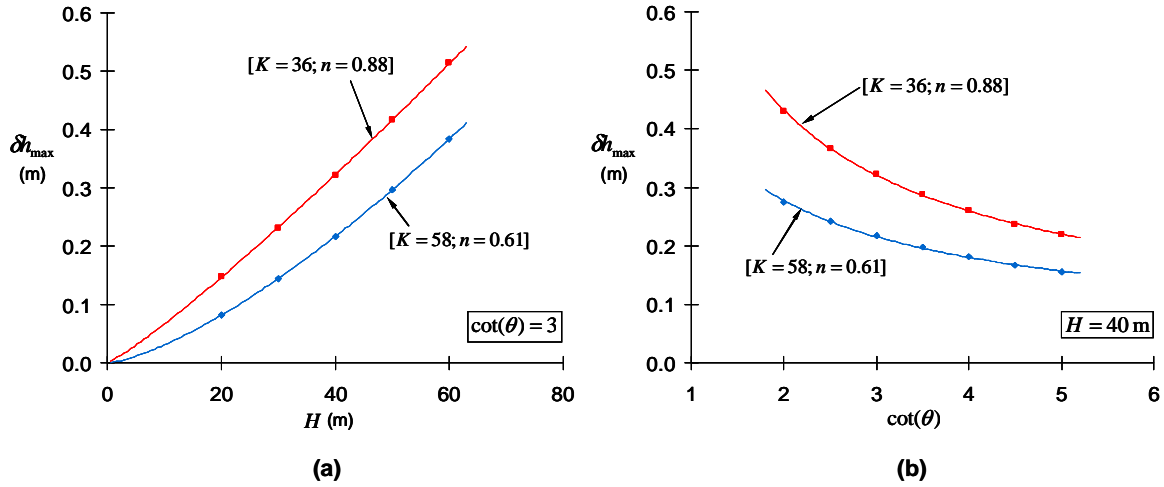 0.6
0.5
0.4
0.3
0.2
0.1
0.0
δh_max
(m)
[K = 36; n = 0.88]
[K = 58; n = 0.61]
cot(θ) = 3
0 20 40 60 80
H (m)
(a)
0.6
0.5
0.4
0.3
0.2
0.1
0.0
δh_max
(m)
[K = 36; n = 0.88]
[K = 58; n = 0.61]
H = 40 m
1 2 3 4 5 6
cot(θ)
(b)